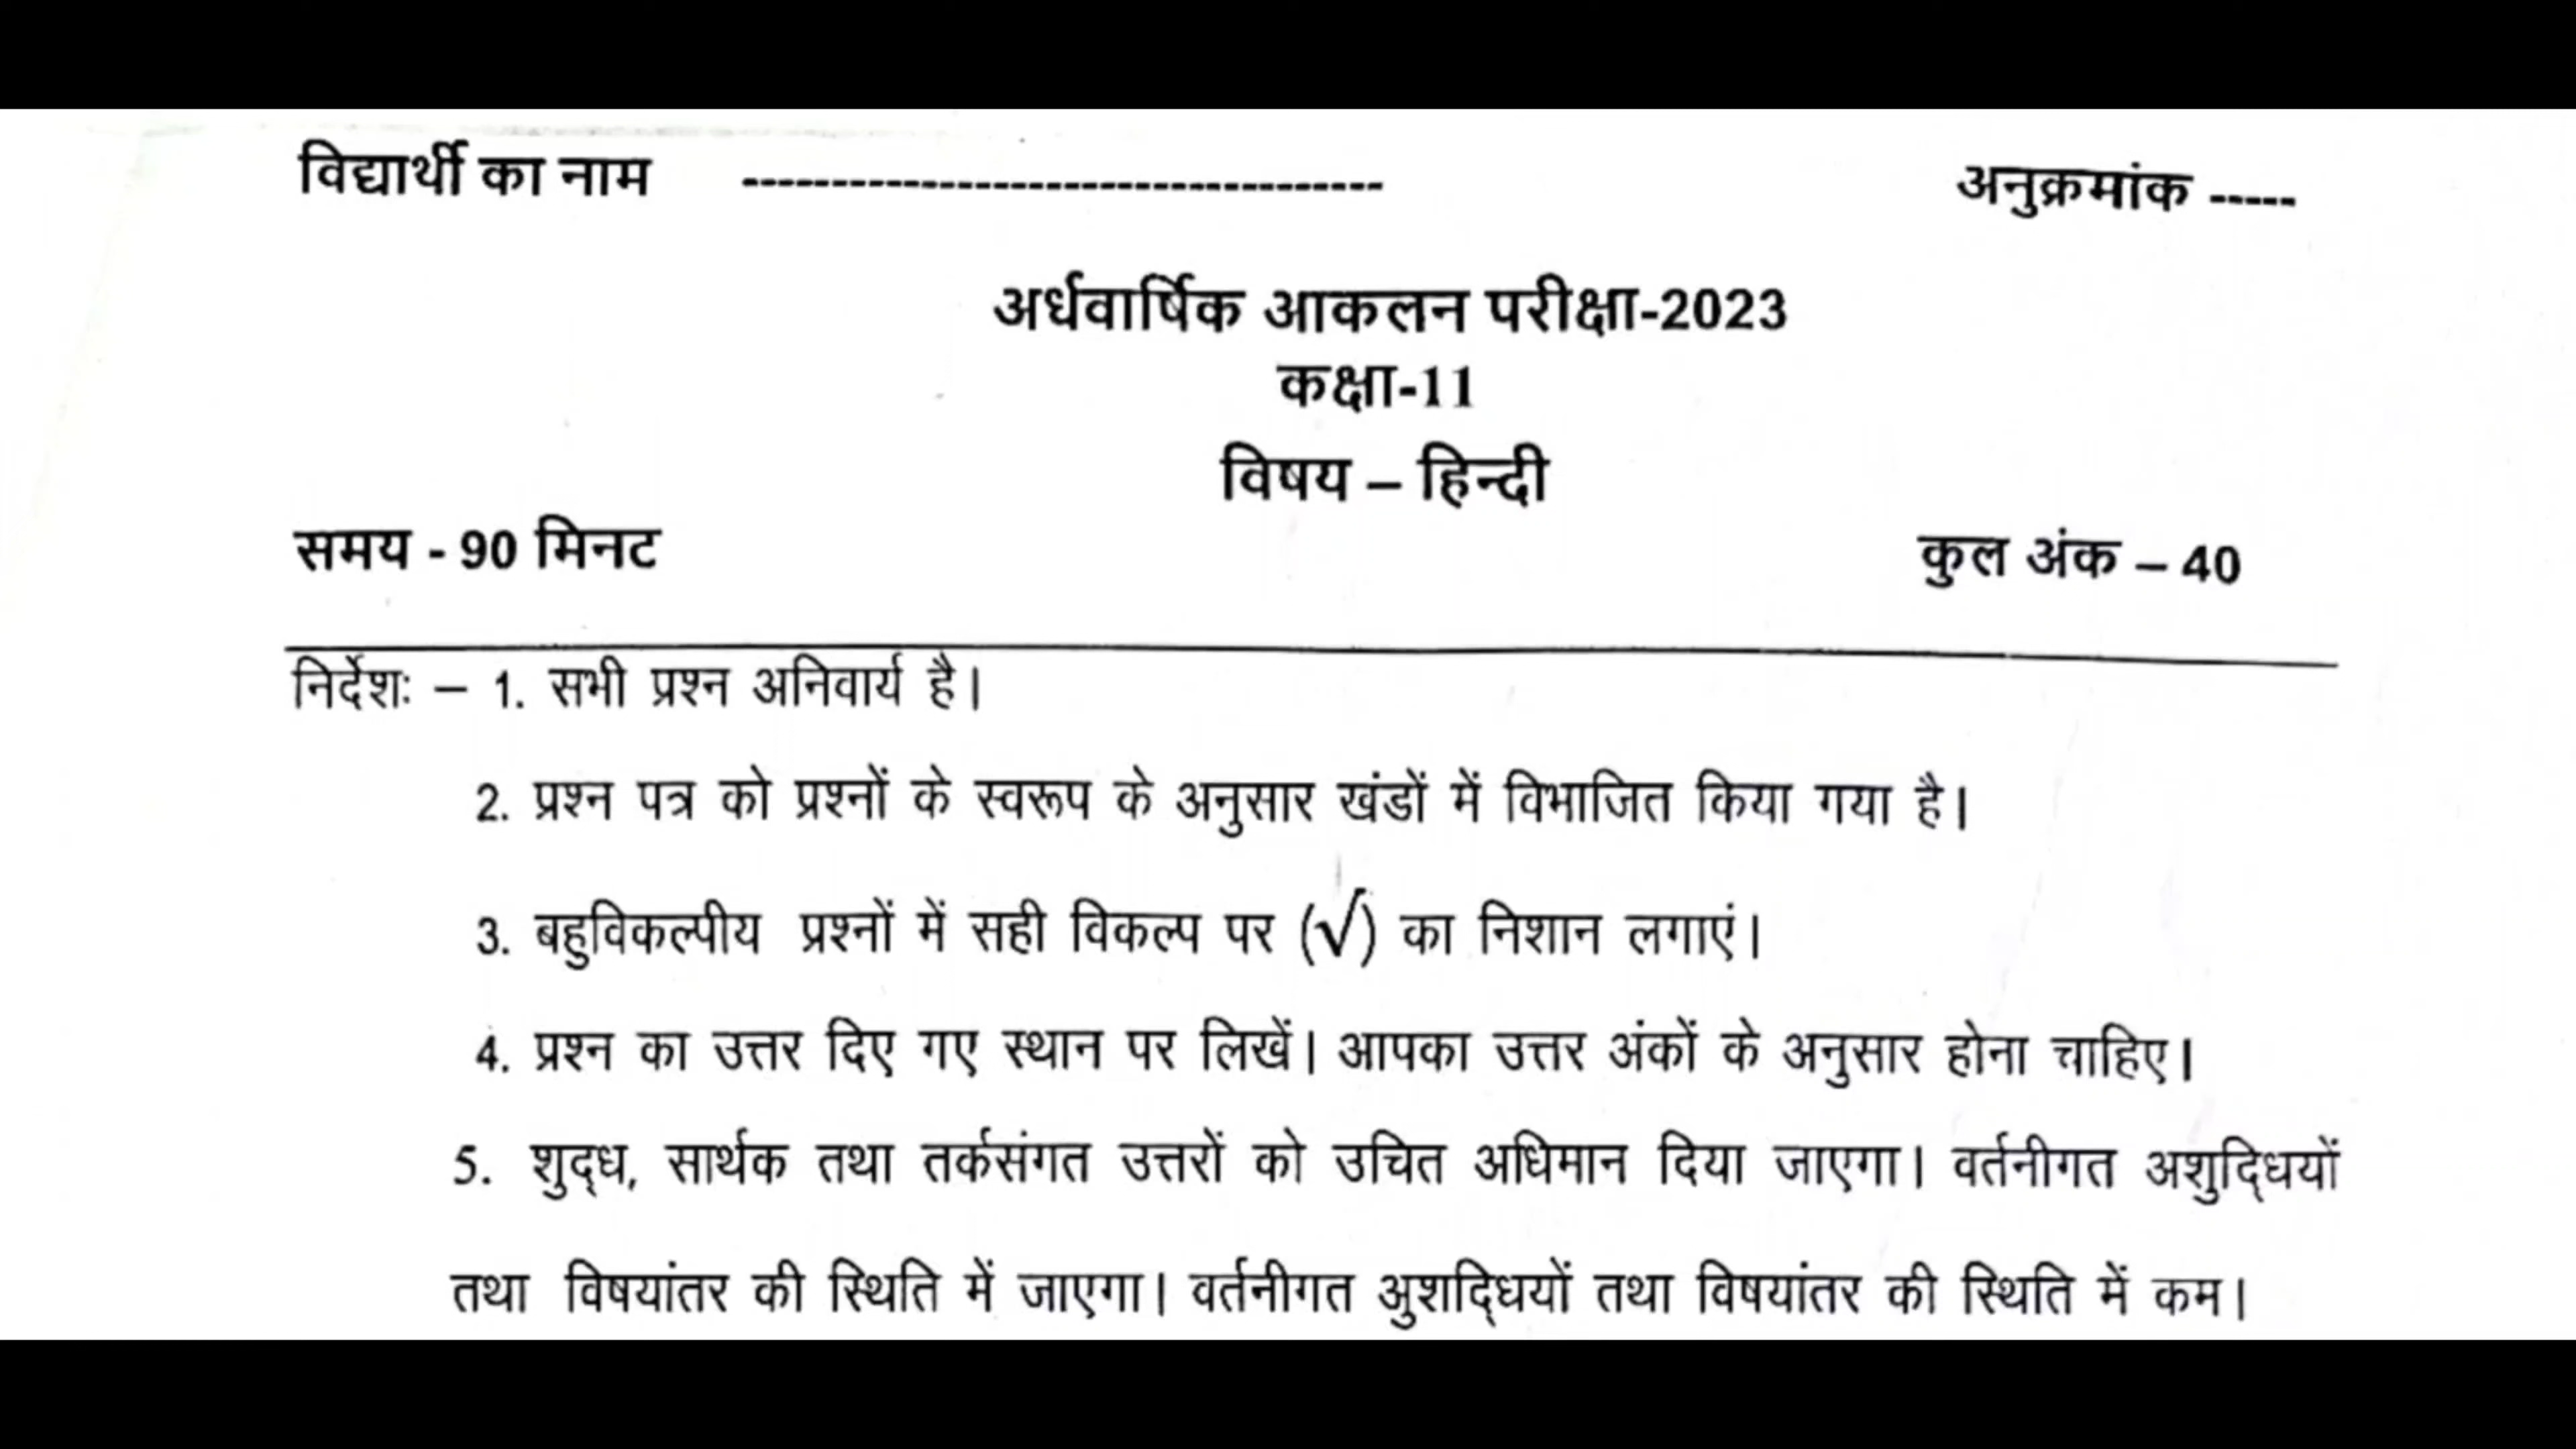 विद्यार्थी का नाम ------------------------------------ अनुक्रमांक -----
अर्धवार्षिक आकलन परीक्षा-2023
कक्षा-11
विषय – हिन्दी
समय - 90 मिनट कुल अंक – 40
निर्देशः – 1. सभी प्रश्न अनिवार्य है।
2. प्रश्न पत्र को प्रश्नों के स्वरूप के अनुसार खंडों में विभाजित किया गया है।
3. बहुविकल्पीय प्रश्नों में सही विकल्प पर (√) का निशान लगाएं।
4. प्रश्न का उत्तर दिए गए स्थान पर लिखें। आपका उत्तर अंकों के अनुसार होना चाहिए।
5. शुद्ध, सार्थक तथा तर्कसंगत उत्तरों को उचित अधिमान दिया जाएगा। वर्तनीगत अशुद्धियों
तथा विषयांतर की स्थिति में जाएगा। वर्तनीगत अुशद्धियों तथा विषयांतर की स्थिति में कम।